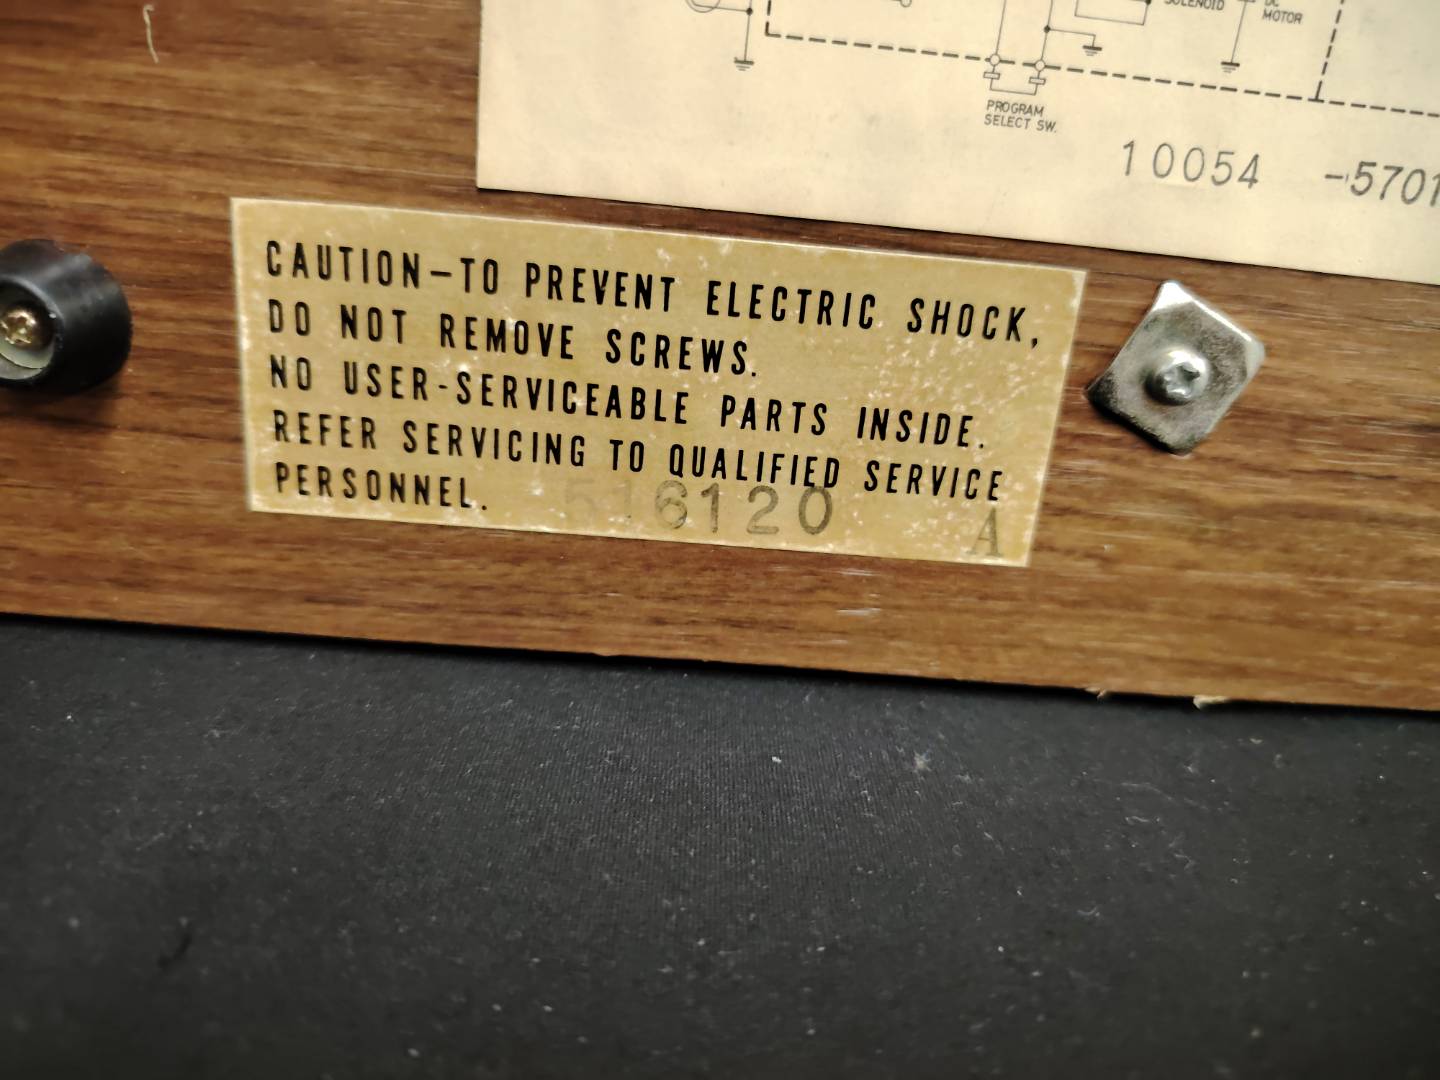 SOLENOID
DC
MOTOR
PROGRAM
SELECT SW.
10054 -5701
CAUTION—TO PREVENT ELECTRIC SHOCK,
DO NOT REMOVE SCREWS.
NO USER-SERVICEABLE PARTS INSIDE.
REFER SERVICING TO QUALIFIED SERVICE
PERSONNEL.
516120 A